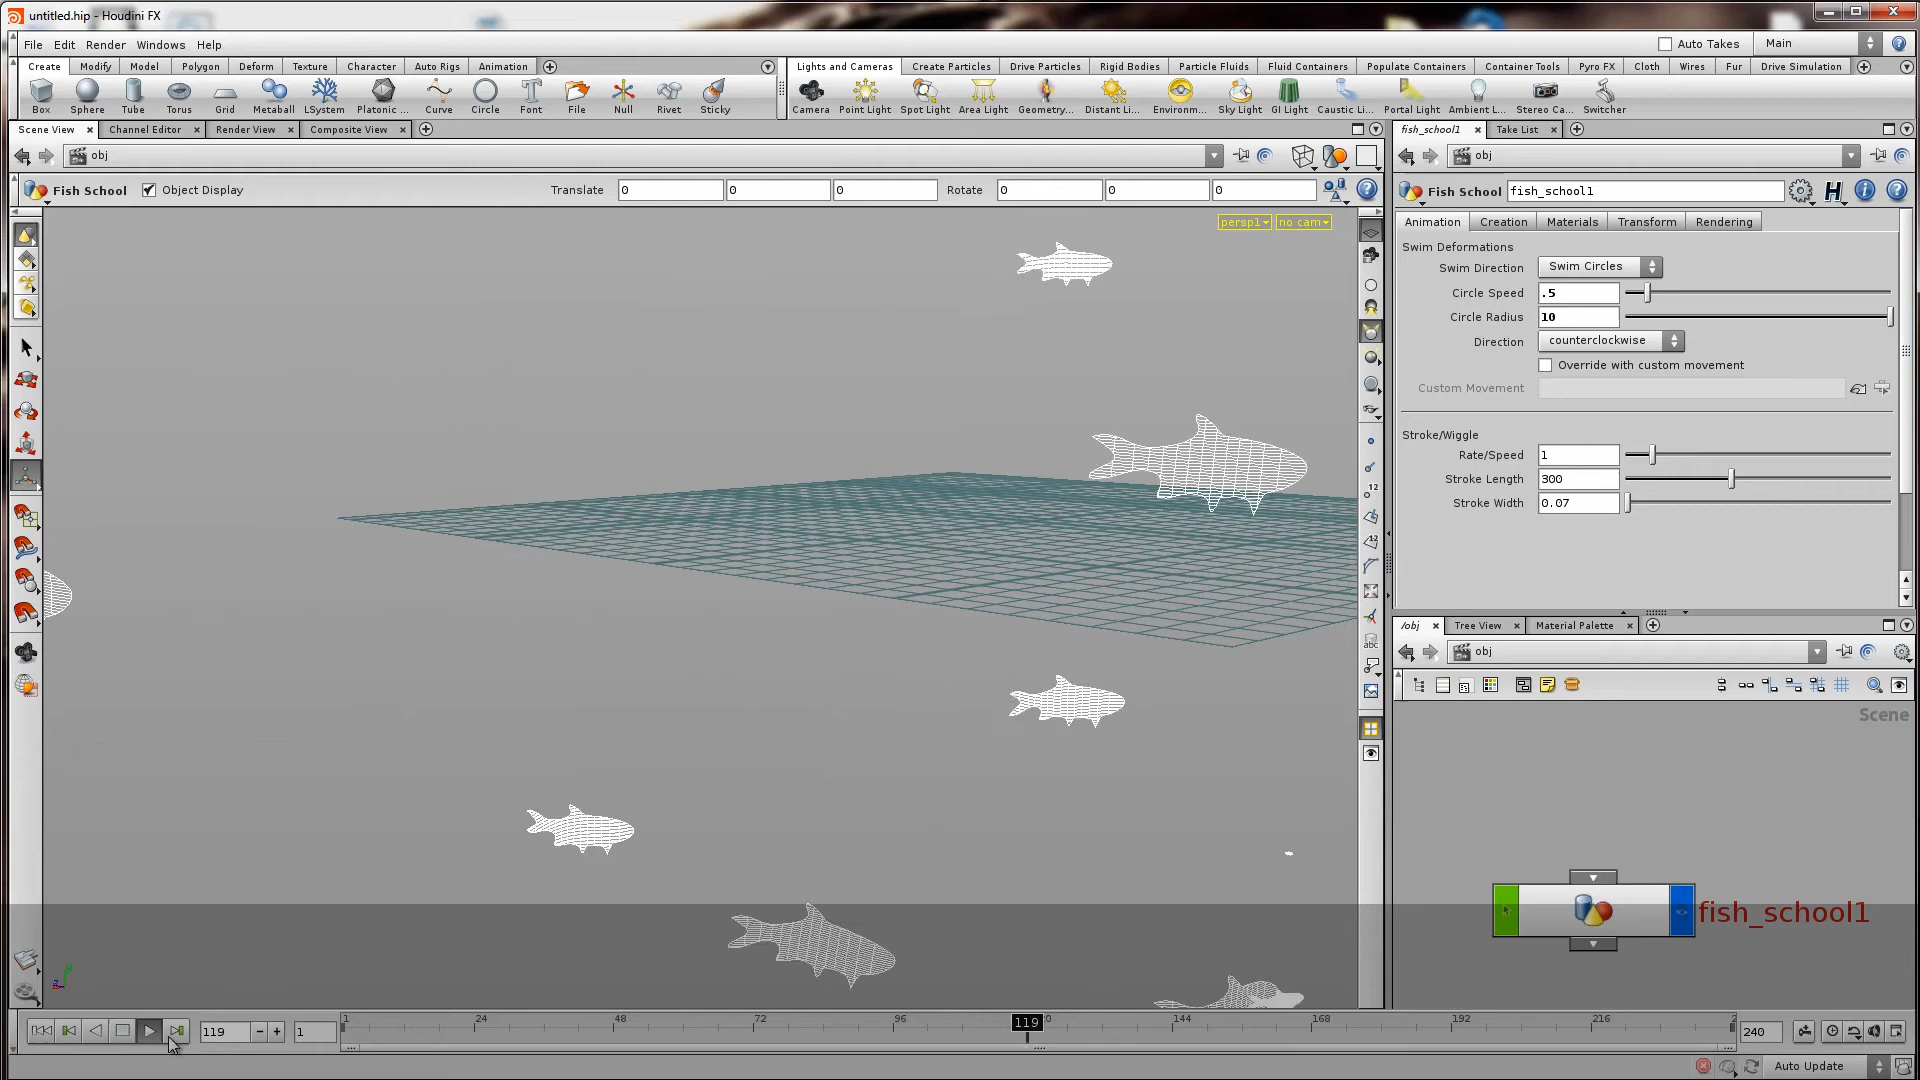 untitled.hip - Houdini FX
File Edit Render Windows Help
Auto Takes Main
Create Modify Model Polygon Deform Texture Character Auto Rigs Animation
Lights and Cameras Create Particles Drive Particles Rigid Bodies Particle Fluids Fluid Containers Populate Containers Container Tools Pyro FX Cloth Wires Fur Drive Simulation
Box Sphere Tube Torus Grid Metaball LSystem Platonic ... Curve Circle Font File Null Rivet Sticky
Camera Point Light Spot Light Area Light Geometry... Distant Li... Environm... Sky Light GI Light Caustic Li... Portal Light Ambient L... Stereo Ca... Switcher
Scene View Channel Editor Render View Composite View
fish_school1 Take List
obj
obj
Fish School Object Display Translate 0 0 0 Rotate 0 0 0
Fish School fish_school1
persp1 no cam
Animation Creation Materials Transform Rendering
Swim Deformations
Swim Direction Swim Circles
Circle Speed .5
Circle Radius 10
Direction counterclockwise
Override with custom movement
Custom Movement
Stroke/Wiggle
Rate/Speed 1
Stroke Length 300
Stroke Width 0.07
12
12
abc
/obj Tree View Material Palette
obj
Scene
fish_school1
119 1 1 24 48 72 96 119 144 168 192 216 2 240
Auto Update